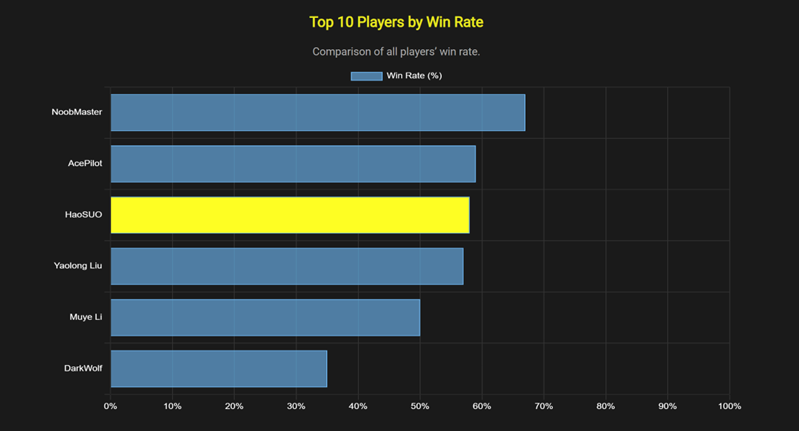 Top 10 Players by Win Rate
Comparison of all players' win rate.
Win Rate (%)
NoobMaster
AcePilot
HaoSUO
Yaolong Liu
Muye Li
DarkWolf
0% 10% 20% 30% 40% 50% 60% 70% 80% 90% 100%